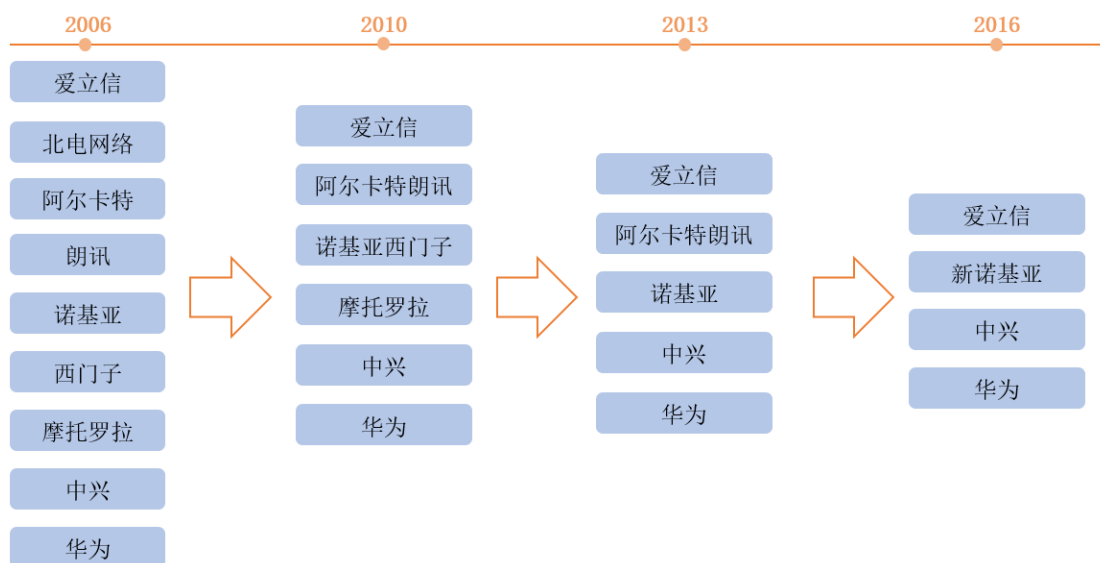 2006
2010
2013
2016
爱立信
北电网络
阿尔卡特
朗讯
诺基亚
西门子
摩托罗拉
中兴
华为
爱立信
阿尔卡特朗讯
诺基亚西门子
摩托罗拉
中兴
华为
爱立信
阿尔卡特朗讯
诺基亚
中兴
华为
爱立信
新诺基亚
中兴
华为